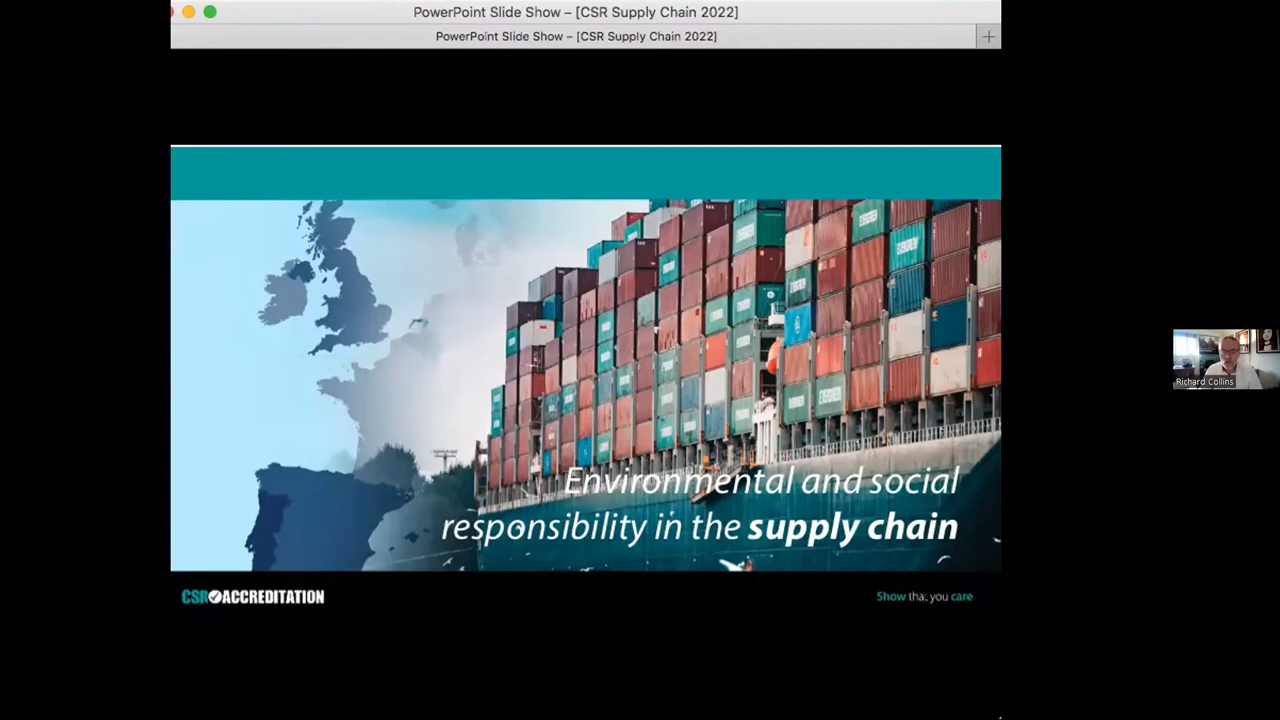 PowerPoint Slide Show – [CSR Supply Chain 2022]
PowerPoint Slide Show – [CSR Supply Chain 2022]
Environmental and social
responsibility in the supply chain
CSR ACCREDITATION
Show that you care
Richard Collins
EVERGREEN